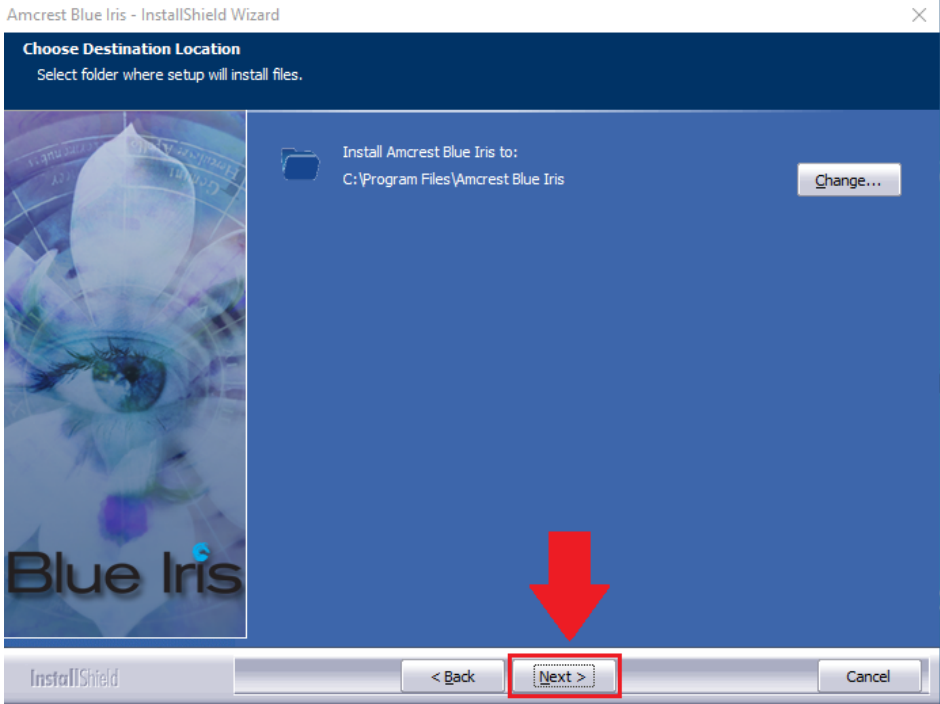 Amcrest Blue Iris - InstallShield Wizard
Choose Destination Location
Select folder where setup will install files.
Install Amcrest Blue Iris to:
C:\Program Files\Amcrest Blue Iris
Change...
Blue Iris
InstallShield
< Back
Next >
Cancel